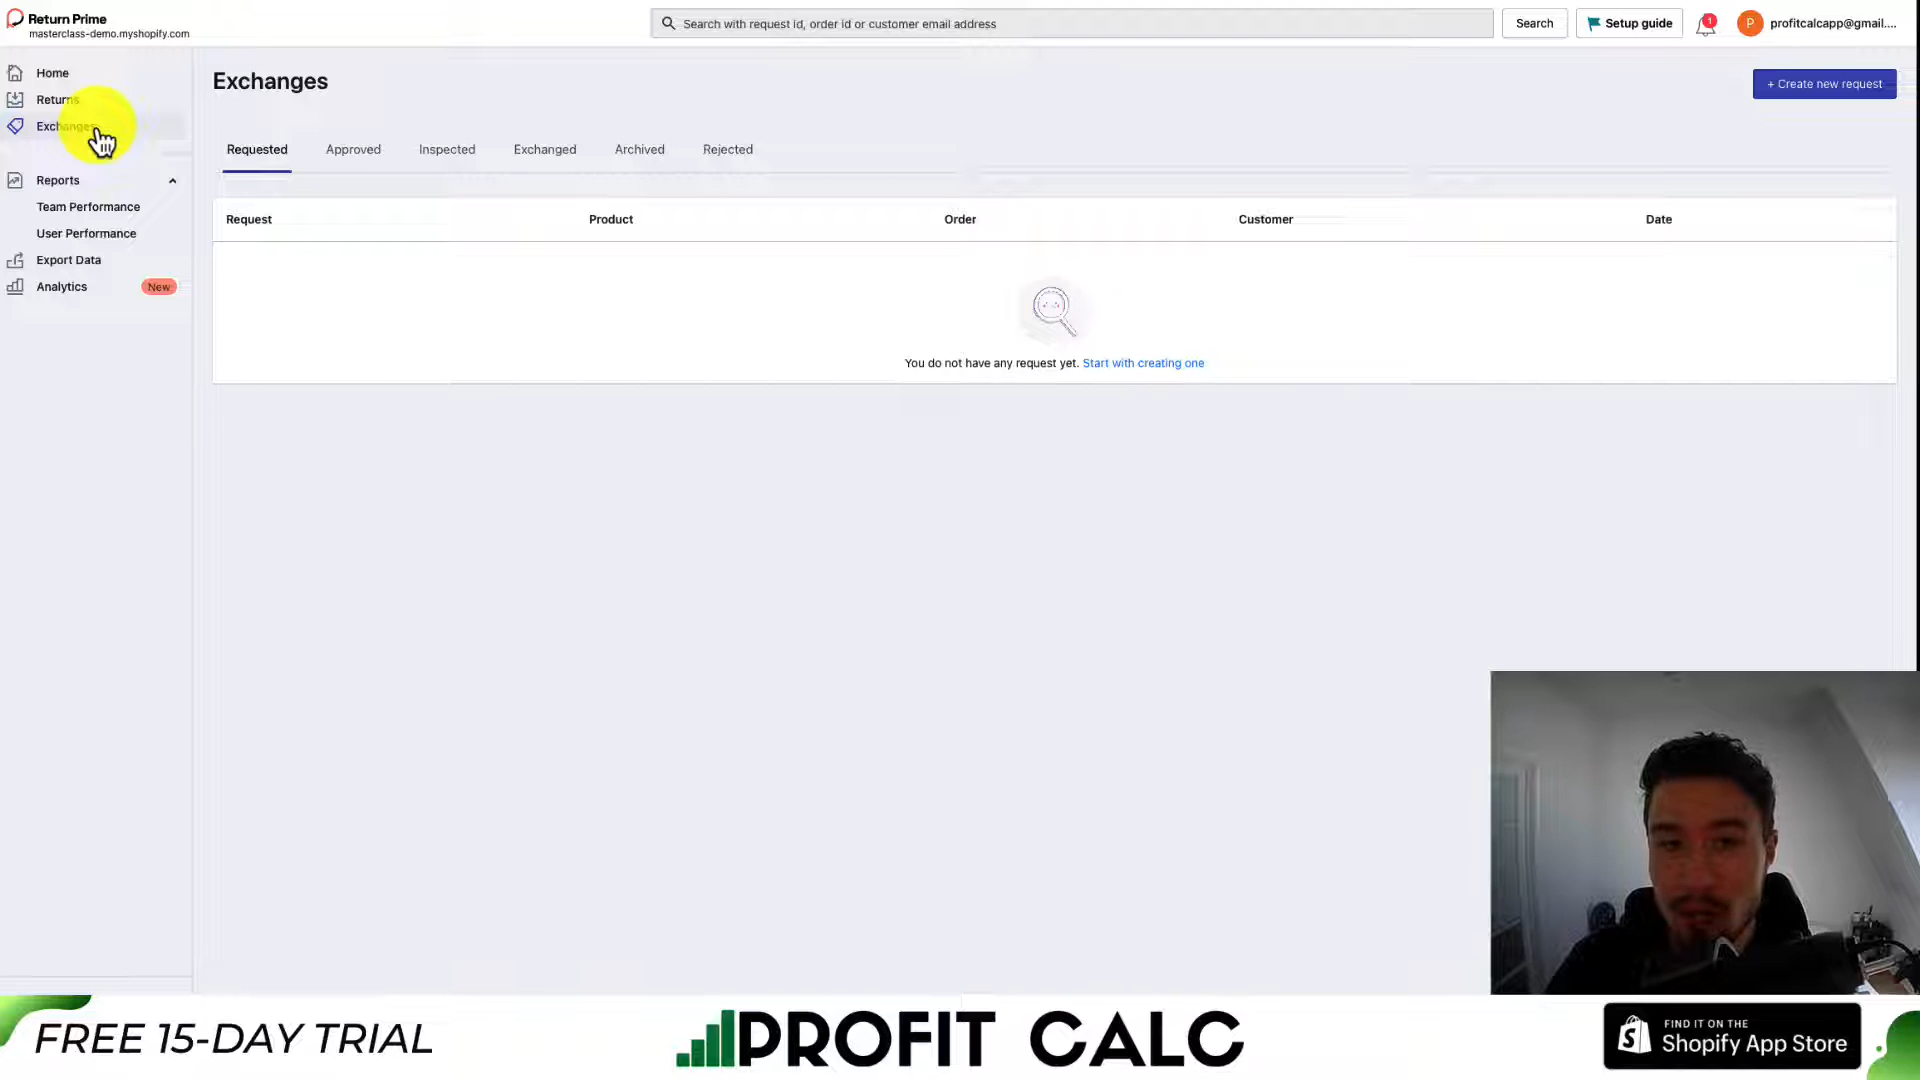 Return Prime
masterclass-demo.myshopify.com
Search with request id, order id or customer email address
Search
Setup guide
1
P
profitcalcapp@gmail....
Home
Returns
Exchanges
Reports
Team Performance
User Performance
Export Data
Analytics
New
Exchanges
+ Create new request
Requested
Approved
Inspected
Exchanged
Archived
Rejected
Request
Product
Order
Customer
Date
You do not have any request yet. Start with creating one
FREE 15-DAY TRIAL
PROFIT CALC
FIND IT ON THE
Shopify App Store